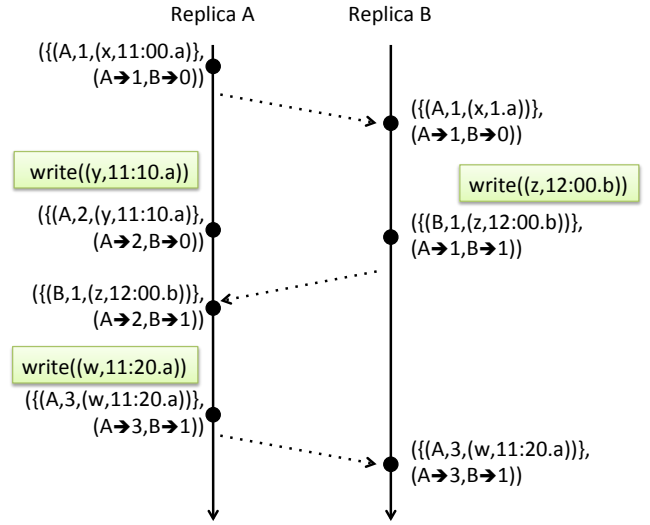 Replica A
Replica B
({(A,1,(x,11:00.a)},
(A➔1,B➔0))
({(A,1,(x,1.a))},
(A➔1,B➔0))
write((y,11:10.a))
write((z,12:00.b))
({(A,2,(y,11:10.a)},
(A➔2,B➔0))
({(B,1,(z,12:00.b))},
(A➔1,B➔1))
({(B,1,(z,12:00.b))},
(A➔2,B➔1))
write((w,11:20.a))
({(A,3,(w,11:20.a))},
(A➔3,B➔1))
({(A,3,(w,11:20.a))},
(A➔3,B➔1))